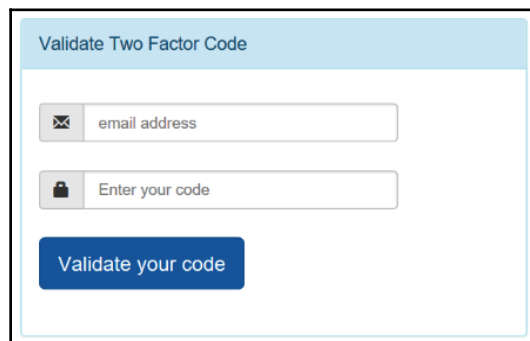 Validate Two Factor Code
email address
Enter your code
Validate your code